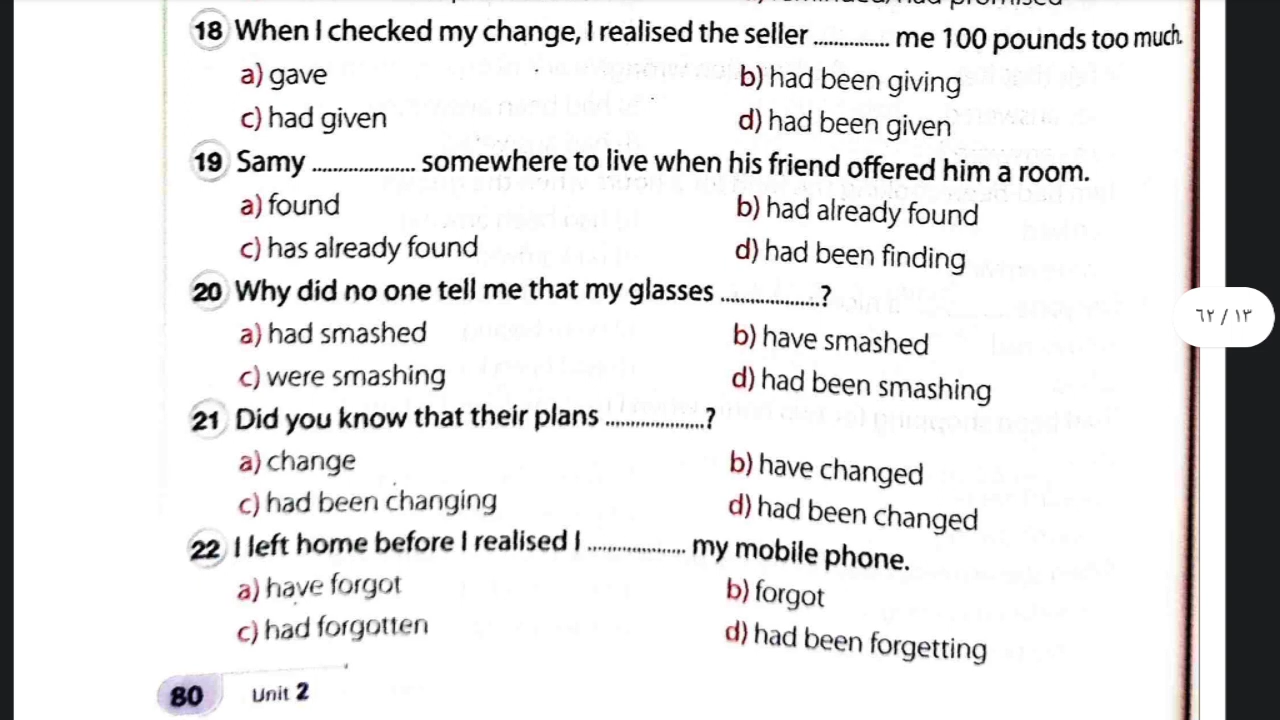 reminded/had promised
18 When I checked my change, I realised the seller .............. me 100 pounds too much.
a) gave
b) had been giving
c) had given
d) had been given
19 Samy ................... somewhere to live when his friend offered him a room.
a) found
b) had already found
c) has already found
d) had been finding
20 Why did no one tell me that my glasses ...................?
a) had smashed
b) have smashed
c) were smashing
d) had been smashing
21 Did you know that their plans ...................?
a) change
b) have changed
c) had been changing
d) had been changed
22 I left home before I realised I ................... my mobile phone.
a) have forgot
b) forgot
c) had forgotten
d) had been forgetting
80 Unit 2
٦٢ / ١٣